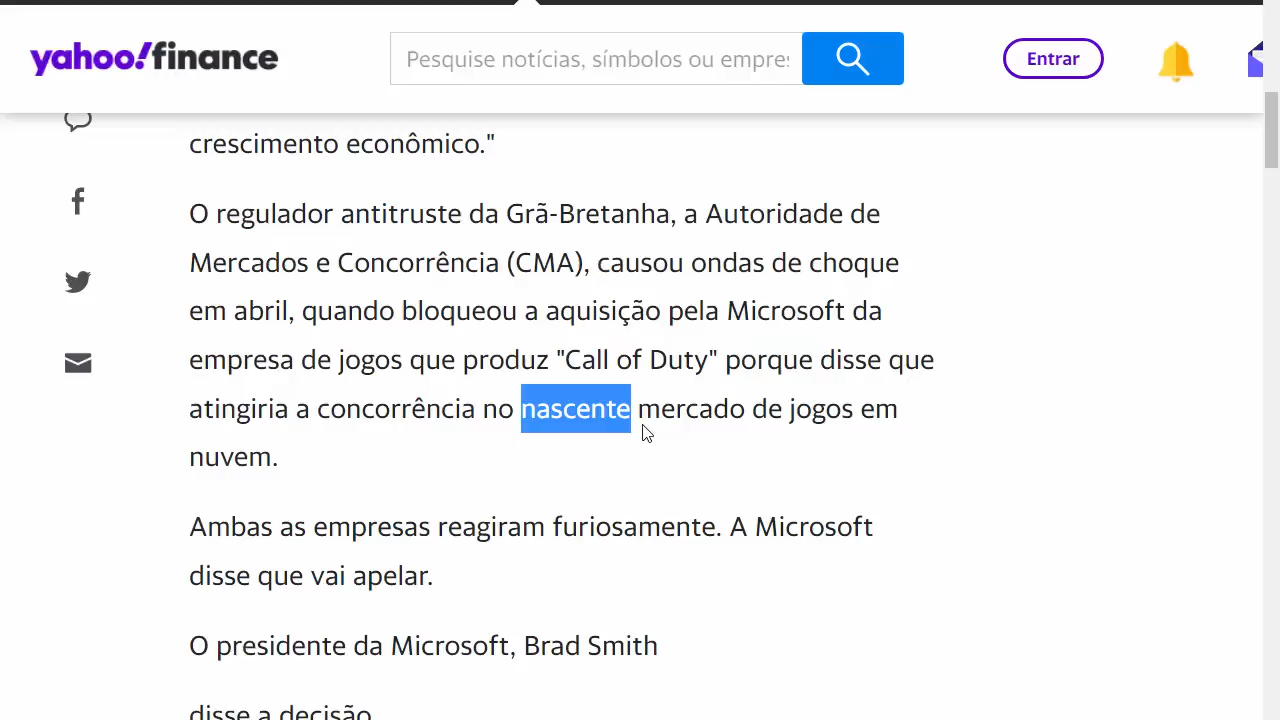 yahoo!finance
Pesquise notícias, símbolos ou empres
Entrar
crescimento econômico."
O regulador antitruste da Grã-Bretanha, a Autoridade de
Mercados e Concorrência (CMA), causou ondas de choque
em abril, quando bloqueou a aquisição pela Microsoft da
empresa de jogos que produz "Call of Duty" porque disse que
atingiria a concorrência no nascente mercado de jogos em
nuvem.
Ambas as empresas reagiram furiosamente. A Microsoft
disse que vai apelar.
O presidente da Microsoft, Brad Smith
disse a decisão